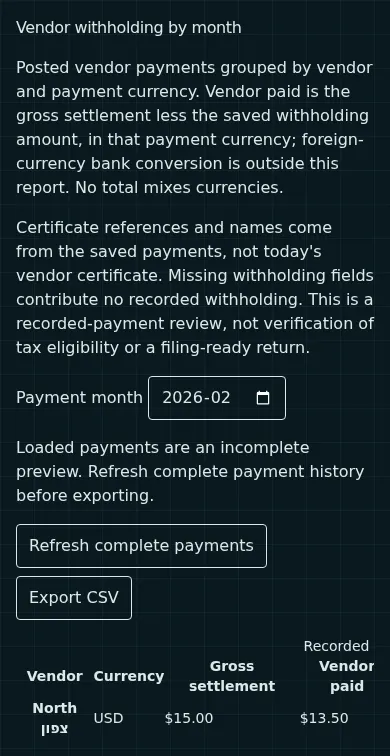 Vendor withholding by month
Posted vendor payments grouped by vendor
and payment currency. Vendor paid is the
gross settlement less the saved withholding
amount, in that payment currency; foreign-
currency bank conversion is outside this
report. No total mixes currencies.
Certificate references and names come
from the saved payments, not today's
vendor certificate. Missing withholding fields
contribute no recorded withholding. This is a
recorded-payment review, not verification of
tax eligibility or a filing-ready return.
Payment month 2026-02
Loaded payments are an incomplete
preview. Refresh complete payment history
before exporting.
Refresh complete payments
Export CSV
Recorded
Vendor Currency Gross settlement Vendor paid
North צפון USD $15.00 $13.50